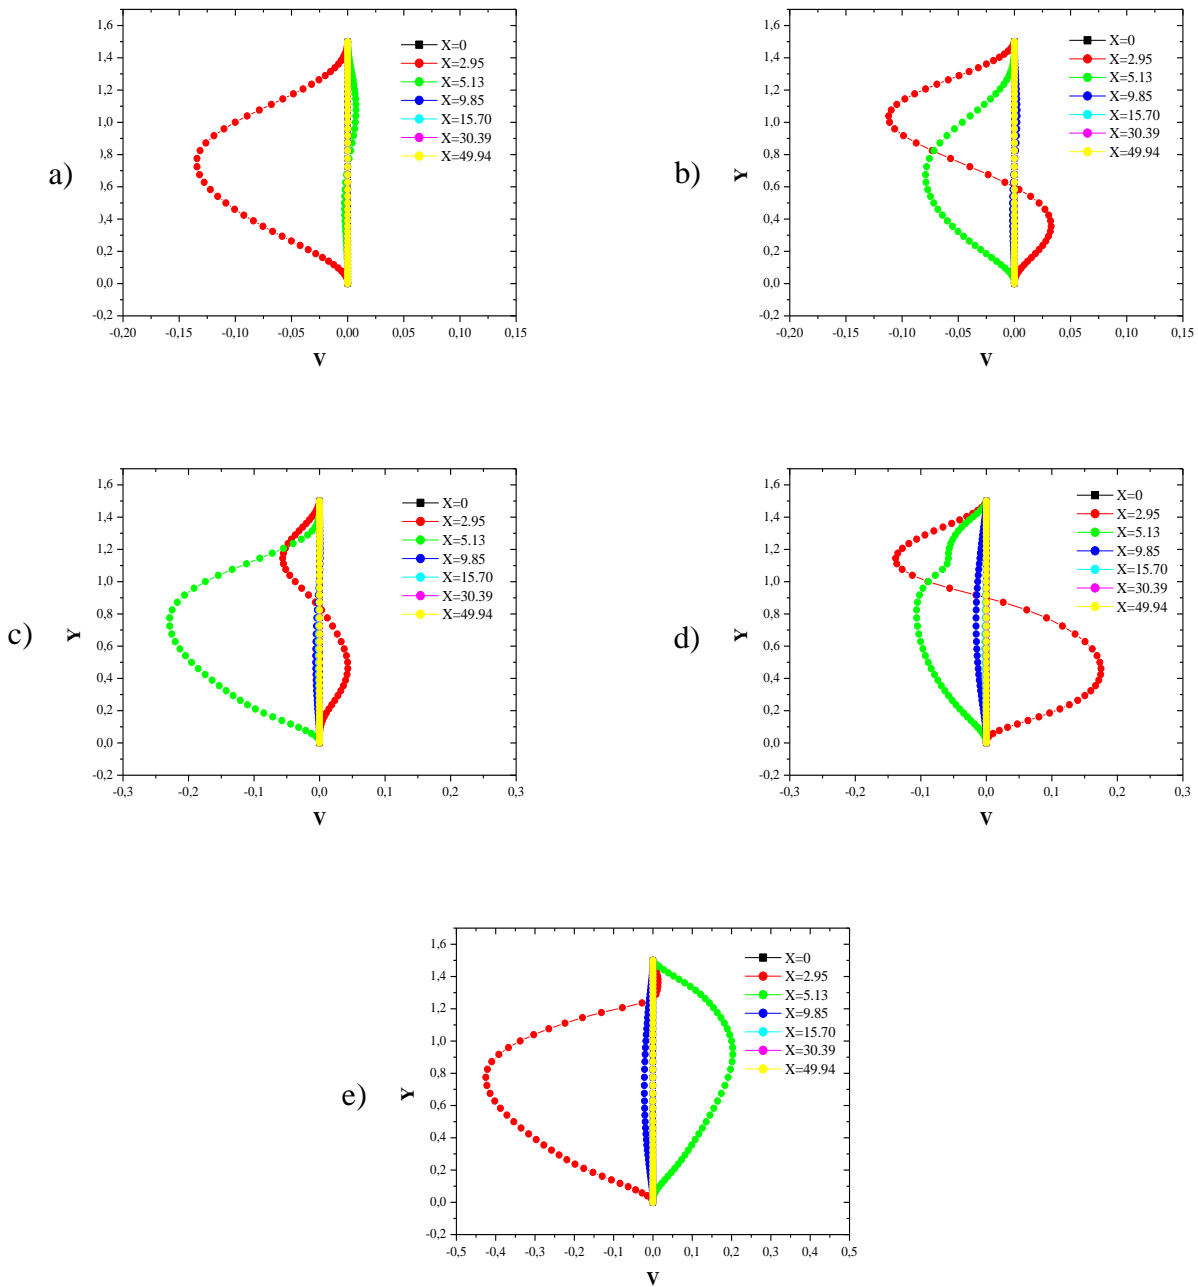 1,6
1,4
1,2
1,0
0,8
0,6
0,4
0,2
0,0
-0,2
-0,20 -0,15 -0,10 -0,05 0,00 0,05 0,10 0,15
V
X=0
X=2.95
X=5.13
X=9.85
X=15.70
X=30.39
X=49.94
a)
1,6
1,4
1,2
1,0
0,8
0,6
0,4
0,2
0,0
-0,2
-0,20 -0,15 -0,10 -0,05 0,00 0,05 0,10 0,15
Y
V
X=0
X=2.95
X=5.13
X=9.85
X=15.70
X=30.39
X=49.94
b)
1,6
1,4
1,2
1,0
0,8
0,6
0,4
0,2
0,0
-0,2
-0,3 -0,2 -0,1 0,0 0,1 0,2 0,3
Y
V
X=0
X=2.95
X=5.13
X=9.85
X=15.70
X=30.39
X=49.94
c)
1,6
1,4
1,2
1,0
0,8
0,6
0,4
0,2
0,0
-0,2
-0,3 -0,2 -0,1 0,0 0,1 0,2 0,3
Y
V
X=0
X=2.95
X=5.13
X=9.85
X=15.70
X=30.39
X=49.94
d)
1,6
1,4
1,2
1,0
0,8
0,6
0,4
0,2
0,0
-0,2
-0,5 -0,4 -0,3 -0,2 -0,1 0,0 0,1 0,2 0,3 0,4 0,5
Y
V
X=0
X=2.95
X=5.13
X=9.85
X=15.70
X=30.39
X=49.94
e)